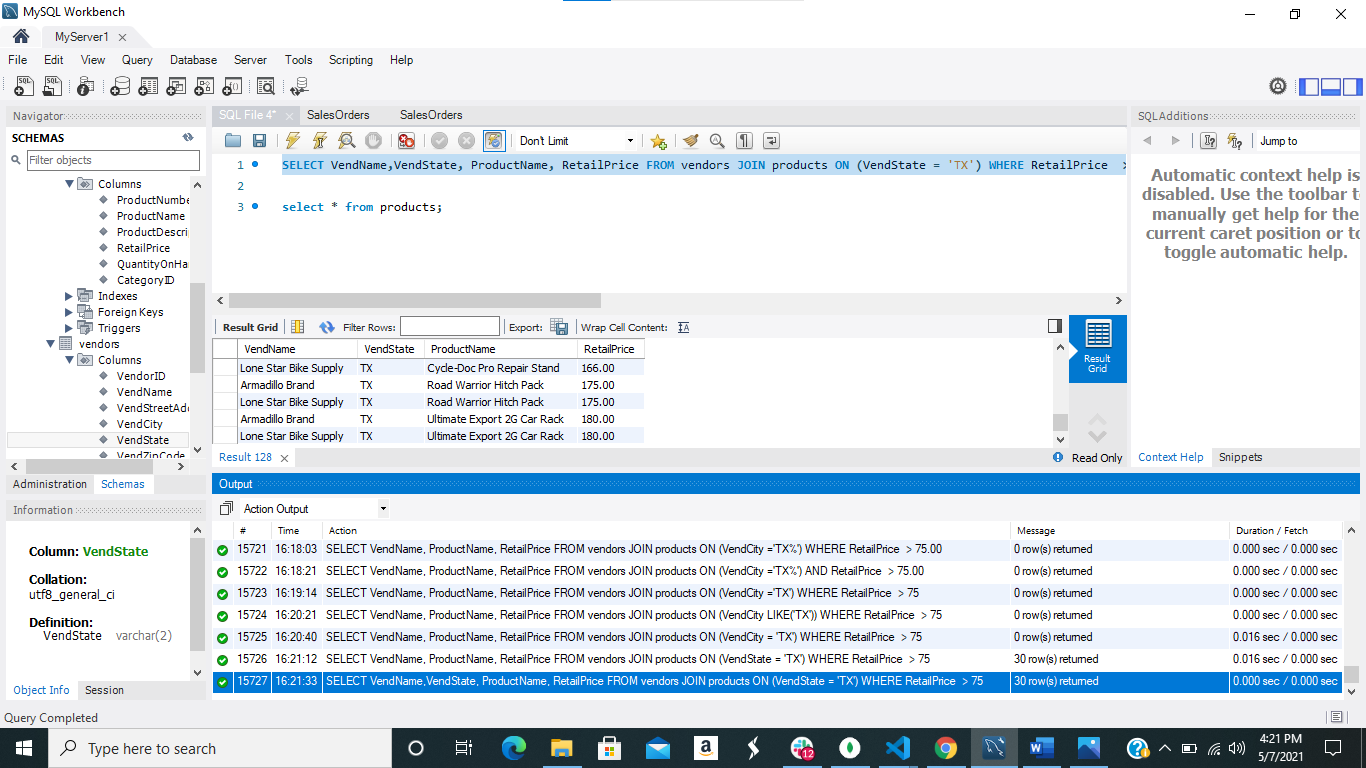 MySQL Workbench
MyServer1
File Edit View Query Database Server Tools Scripting Help
Navigator
SCHEMAS
Filter objects
Columns
ProductNumbe
ProductName
ProductDescri
RetailPrice
QuantityOnHa
CategoryID
Indexes
Foreign Keys
Triggers
vendors
Columns
VendorID
VendName
VendStreetAdd
VendCity
VendState
VendZipCode
Administration Schemas
Information
Column: VendState
Collation:
utf8_general_ci
Definition:
VendState varchar(2)
Object Info Session
SQL File 4* SalesOrders SalesOrders
Don't Limit
1 SELECT VendName,VendState, ProductName, RetailPrice FROM vendors JOIN products ON (VendState = 'TX') WHERE RetailPrice >
2
3 select * from products;
Result Grid Filter Rows: Export: Wrap Cell Content:
VendName VendState ProductName RetailPrice
Lone Star Bike Supply TX Cycle-Doc Pro Repair Stand 166.00
Armadillo Brand TX Road Warrior Hitch Pack 175.00
Lone Star Bike Supply TX Road Warrior Hitch Pack 175.00
Armadillo Brand TX Ultimate Export 2G Car Rack 180.00
Lone Star Bike Supply TX Ultimate Export 2G Car Rack 180.00
Result Grid
Result 128
Read Only
SQLAdditions
Jump to
Automatic context help is
disabled. Use the toolbar to
manually get help for the
current caret position or to
toggle automatic help.
Context Help Snippets
Output
Action Output
# Time Action Message Duration / Fetch
15721 16:18:03 SELECT VendName, ProductName, RetailPrice FROM vendors JOIN products ON (VendCity ='TX%') WHERE RetailPrice > 75.00 0 row(s) returned 0.000 sec / 0.000 sec
15722 16:18:21 SELECT VendName, ProductName, RetailPrice FROM vendors JOIN products ON (VendCity ='TX%') AND RetailPrice > 75.00 0 row(s) returned 0.000 sec / 0.000 sec
15723 16:19:14 SELECT VendName, ProductName, RetailPrice FROM vendors JOIN products ON (VendCity ='TX') WHERE RetailPrice > 75 0 row(s) returned 0.000 sec / 0.000 sec
15724 16:20:21 SELECT VendName, ProductName, RetailPrice FROM vendors JOIN products ON (VendCity LIKE('TX')) WHERE RetailPrice > 75 0 row(s) returned 0.000 sec / 0.000 sec
15725 16:20:40 SELECT VendName, ProductName, RetailPrice FROM vendors JOIN products ON (VendCity = 'TX') WHERE RetailPrice > 75 0 row(s) returned 0.016 sec / 0.000 sec
15726 16:21:12 SELECT VendName, ProductName, RetailPrice FROM vendors JOIN products ON (VendState = 'TX') WHERE RetailPrice > 75 30 row(s) returned 0.016 sec / 0.000 sec
15727 16:21:33 SELECT VendName,VendState, ProductName, RetailPrice FROM vendors JOIN products ON (VendState = 'TX') WHERE RetailPrice > 75 30 row(s) returned 0.000 sec / 0.000 sec
Query Completed
Type here to search
12
4:21 PM
5/7/2021